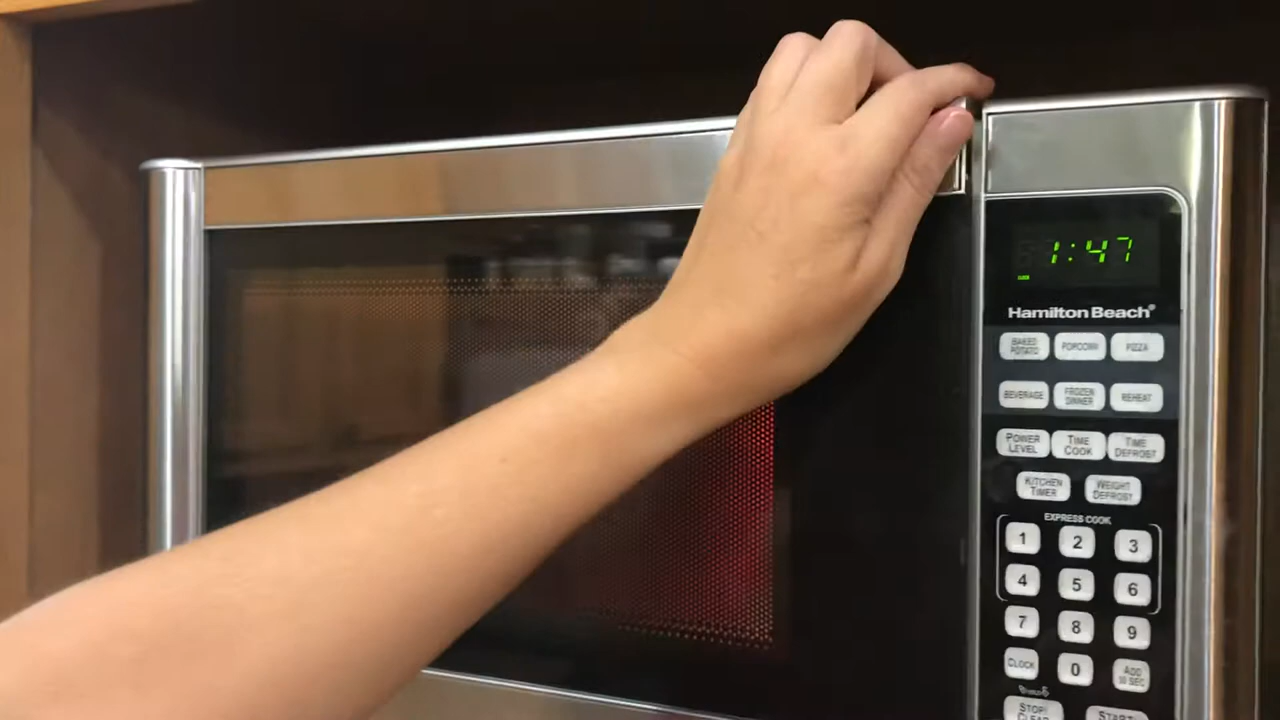 1:47
Hamilton Beach®
BAKED POTATO
POPCORN
PIZZA
BEVERAGE
FROZEN DINNER
REHEAT
POWER LEVEL
TIME COOK
TIME DEFROST
KITCHEN TIMER
WEIGHT DEFROST
EXPRESS COOK
1 2 3
4 5 6
7 8 9
CLOCK
0
ADD 30 SEC
STOP/
CLEAR
START/